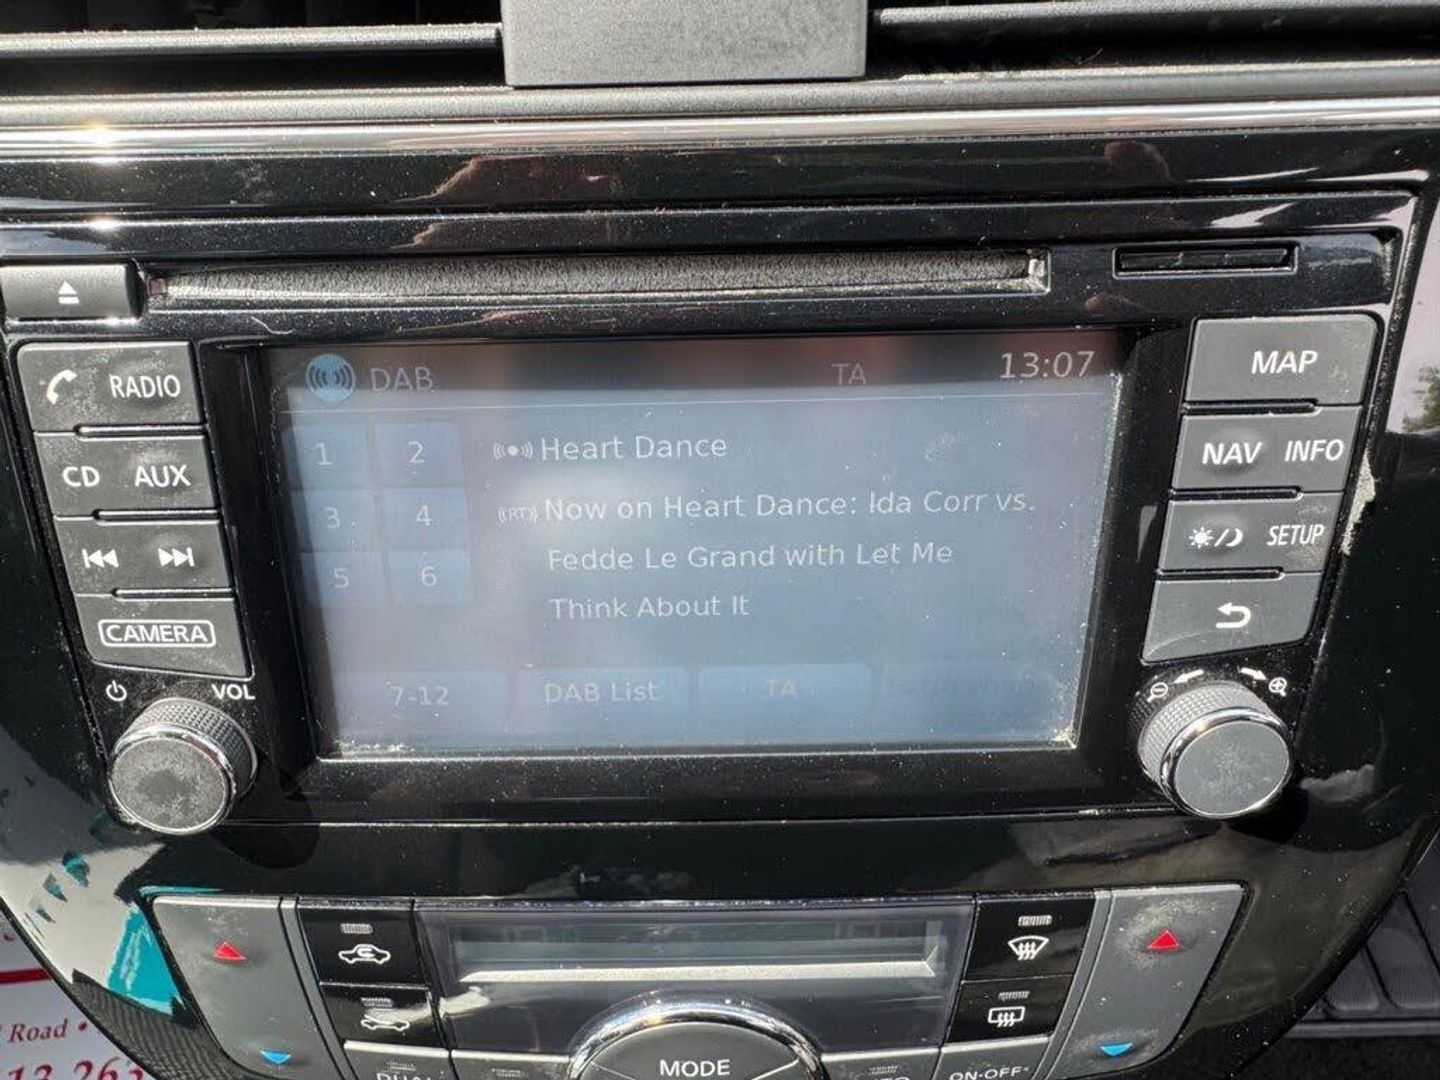 DAB TA 13:07
RADIO
CD AUX
CAMERA
VOL
1 2
3 4
5 6
Heart Dance
(RT) Now on Heart Dance: Ida Corr vs.
Fedde Le Grand with Let Me
Think About It
7-12 DAB List TA
MAP
NAV INFO
SETUP
MODE
ON·OFF
Road •